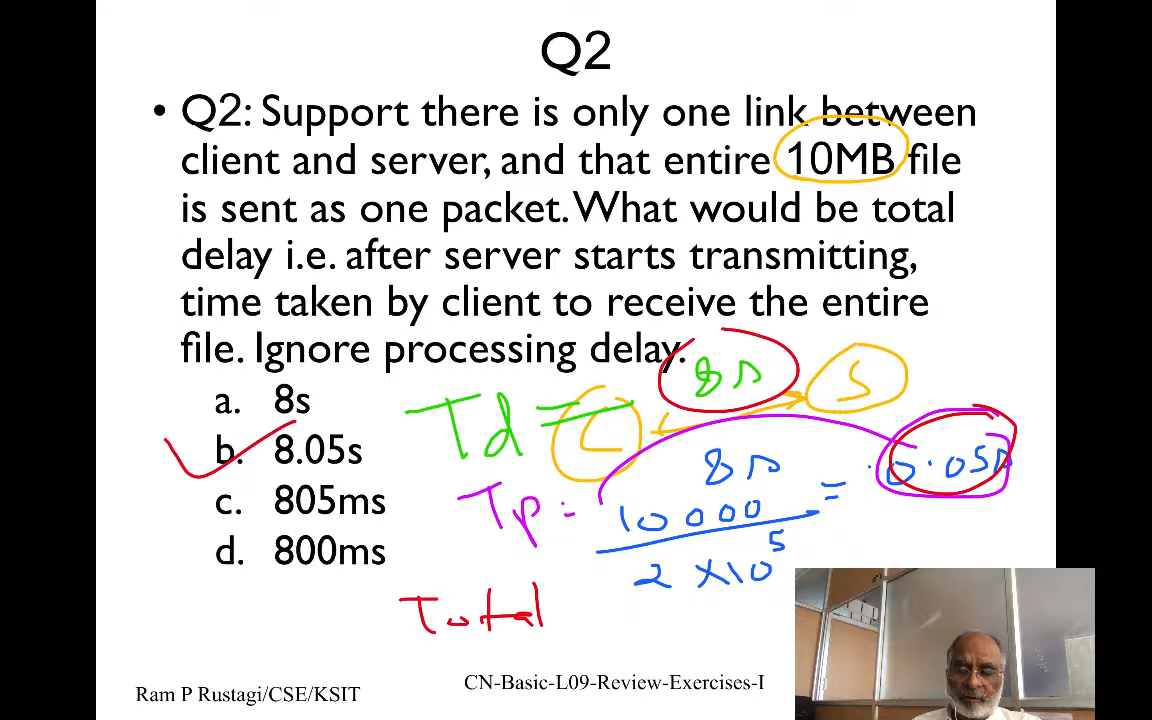 Q2
• Q2: Support there is only one link between
client and server, and that entire 10MB file
is sent as one packet. What would be total
delay i.e. after server starts transmitting,
time taken by client to receive the entire
file. Ignore processing delay.
a. 8s
b. 8.05s
c. 805ms
d. 800ms
Td = 8s
C S
8s
Tp = 10000 = 0.05s
2 × 10^5
Total
Ram P Rustagi/CSE/KSIT
CN-Basic-L09-Review-Exercises-I